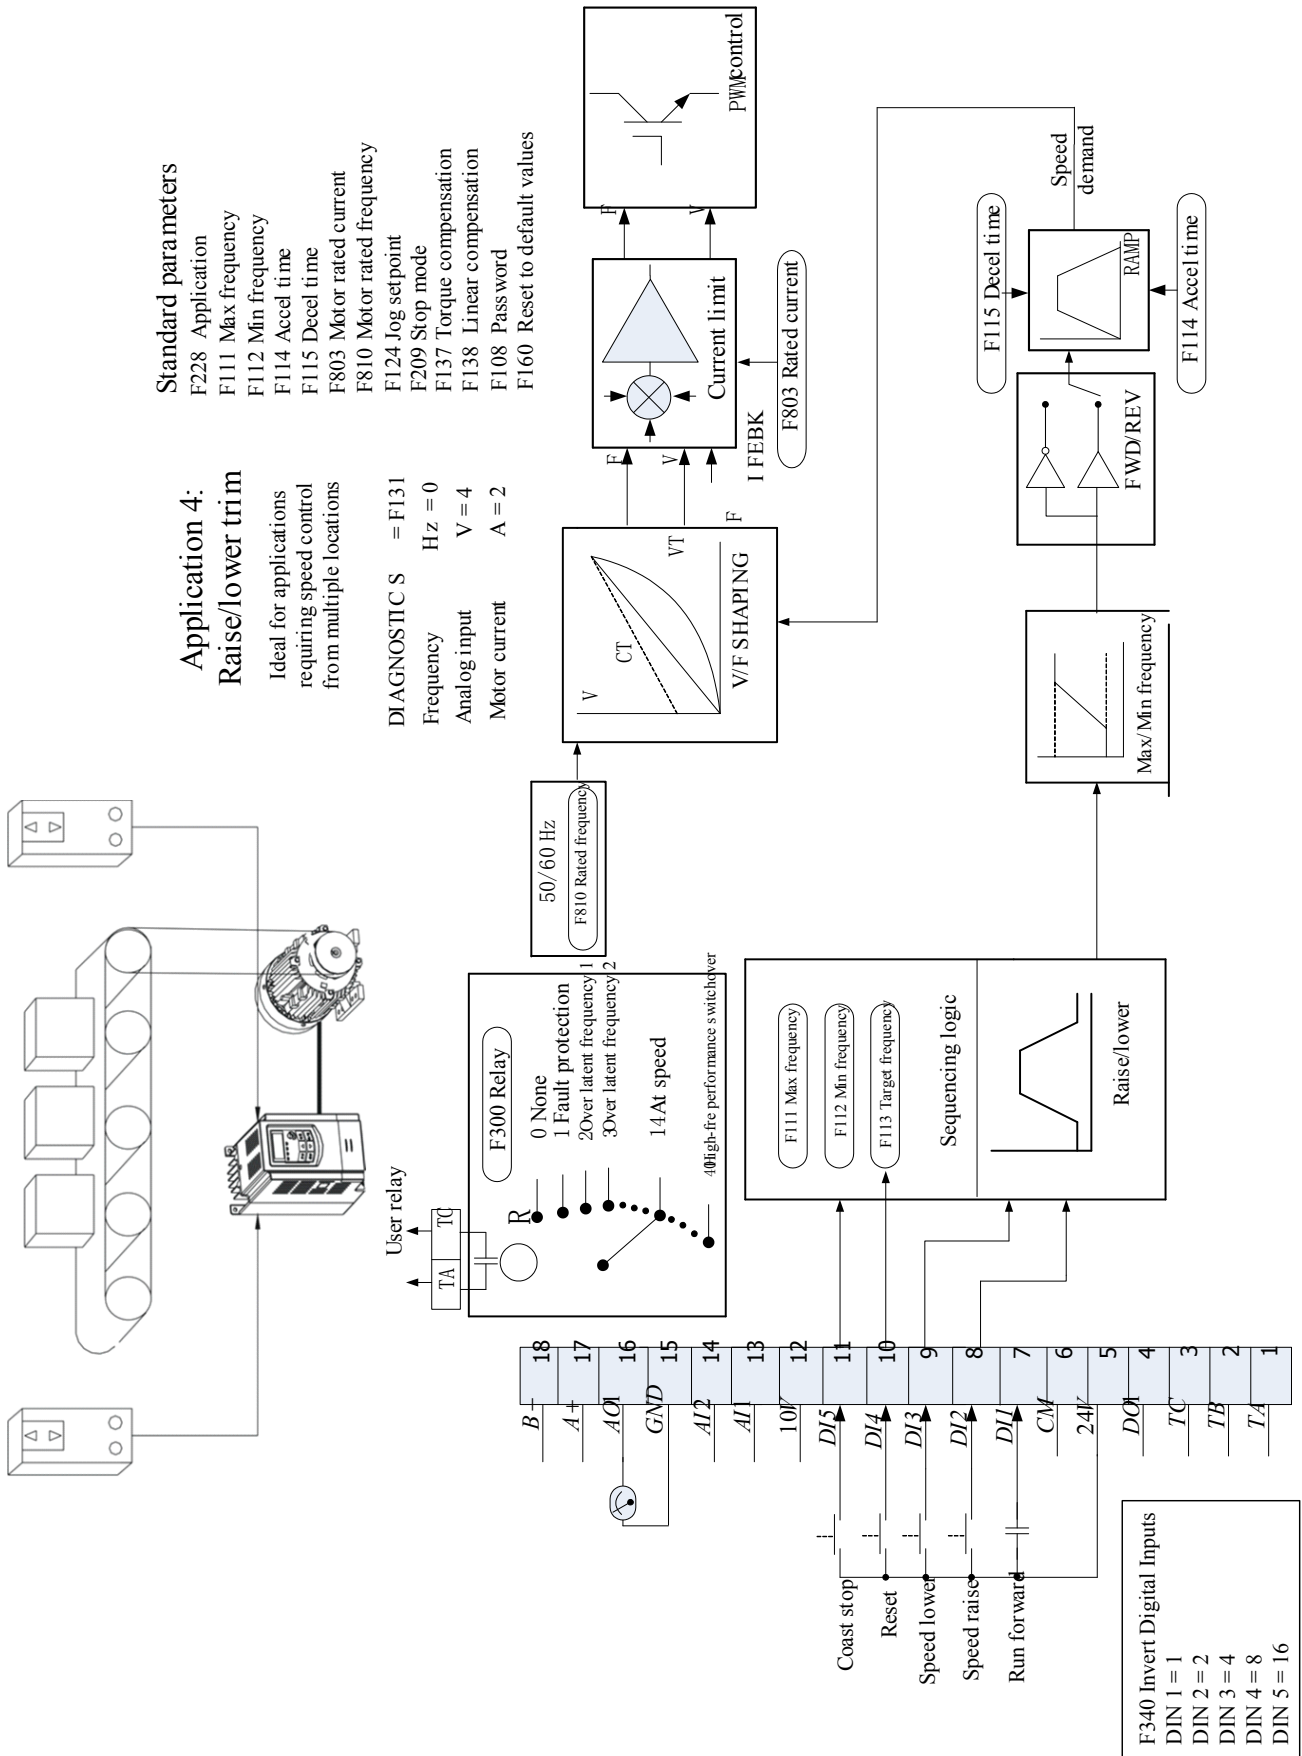 Application 4:
Raise/lower trim
Ideal for applications
requiring speed control
from multiple locations
DIAGNOSTICS = F131
Frequency Hz = 0
Analog input V = 4
Motor current A = 2
Standard parameters
F228 Application
F111 Max frequency
F112 Min frequency
F114 Accel time
F115 Decel time
F803 Motor rated current
F810 Motor rated frequency
F124 Jog setpoint
F209 Stop mode
F137 Torque compensation
F138 Linear compensation
F108 Password
F160 Reset to default values
User relay
TA
TC
R
F300 Relay
0 None
1 Fault protection
2Over latent frequency 1
3Over latent frequency 2
14At speed
40High-fre performance switchover
50/60 Hz
F810 Rated frequency
V
CT
VT
F
V/F SHAPING
F
V
I FEBK
Current limit
F803 Rated current
F
V
PWMcontrol
B -
18
A+
17
AO1
16
GND
15
AI2
14
AI1
13
10V
12
DI5
11
DI4
10
DI3
9
DI2
8
DI1
7
CM
6
24V
5
DO1
4
TC
3
TB
2
TA
1
Coast stop
Reset
Speed lower
Speed raise
Run forward
F111 Max frequency
F112 Min frequency
F113 Target frequency
Sequencing logic
Raise/lower
Max/Min frequency
FWD/REV
F115 Decel time
RAMP
F114 Accel time
Speed
demand
F340 Invert Digital Inputs
DIN 1 = 1
DIN 2 = 2
DIN 3 = 4
DIN 4 = 8
DIN 5 = 16